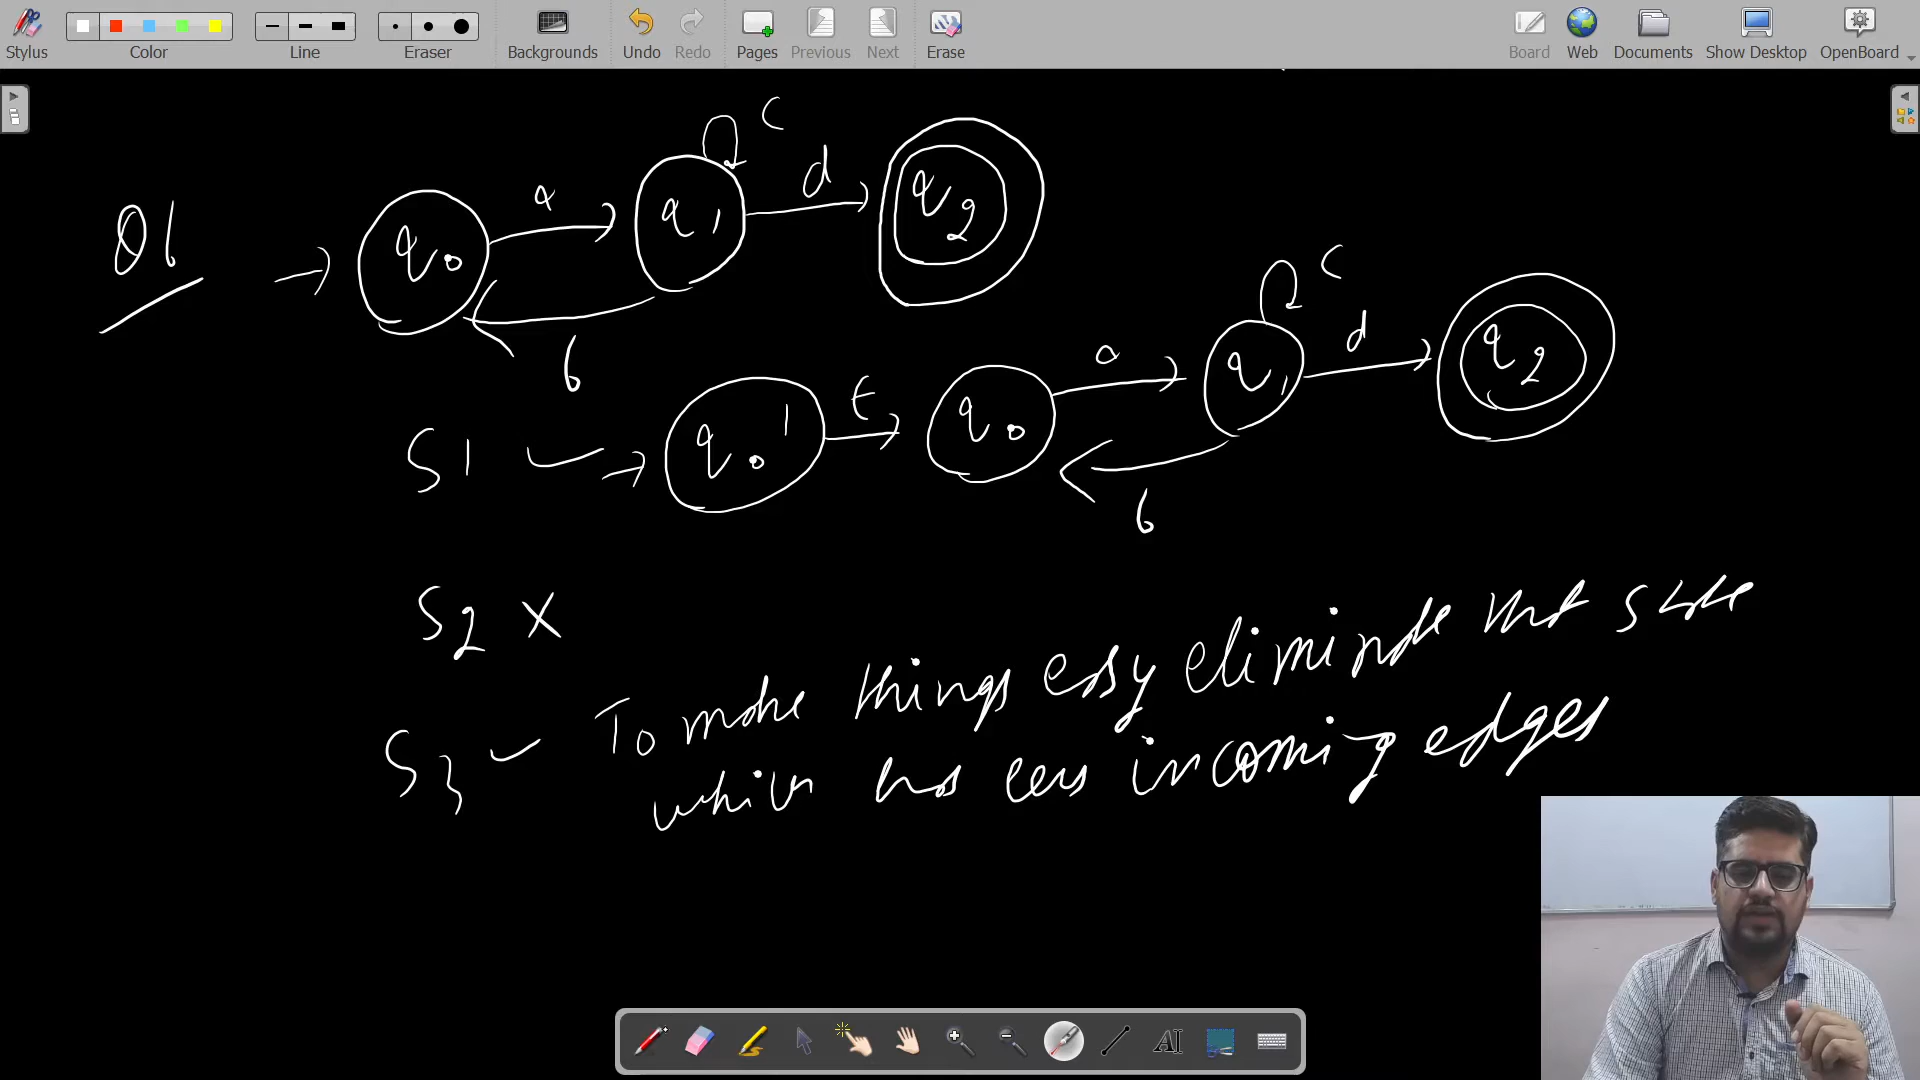 Stylus Color Line Eraser Backgrounds Undo Redo Pages Previous Next Erase Board Web Documents Show Desktop OpenBoard
01
q0 a q1 c d q2 b
S1 q0' ε q0 a q1 c d q2 b
S2 X
S3 To make things easy eliminate that state
which has less incoming edges